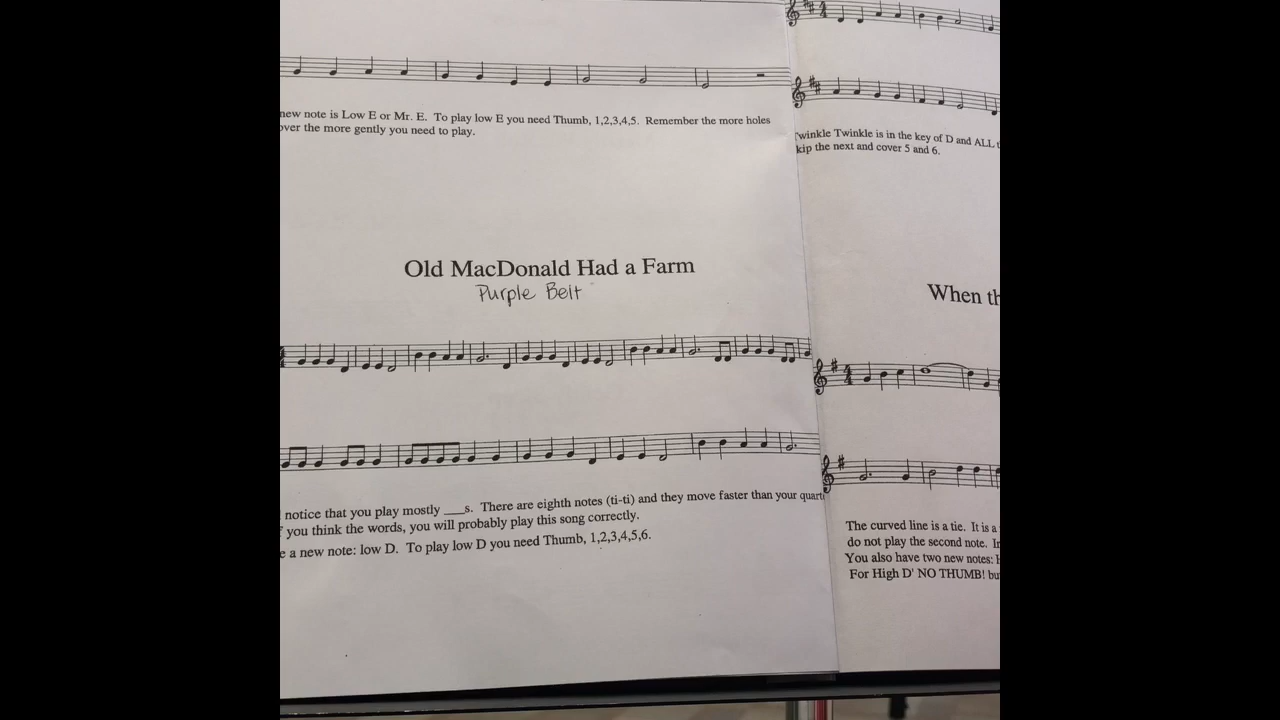 new note is Low E or Mr. E. To play low E you need Thumb, 1,2,3,4,5. Remember the more holes
over the more gently you need to play.
Old MacDonald Had a Farm
Purple Belt
notice that you play mostly ___s. There are eighth notes (ti-ti) and they move faster than your quart
f you think the words, you will probably play this song correctly.
e a new note: low D. To play low D you need Thumb, 1,2,3,4,5,6.
winkle Twinkle is in the key of D and ALL t
kip the next and cover 5 and 6.
When th
The curved line is a tie. It is a
do not play the second note. In
You also have two new notes:
For High D' NO THUMB! bu